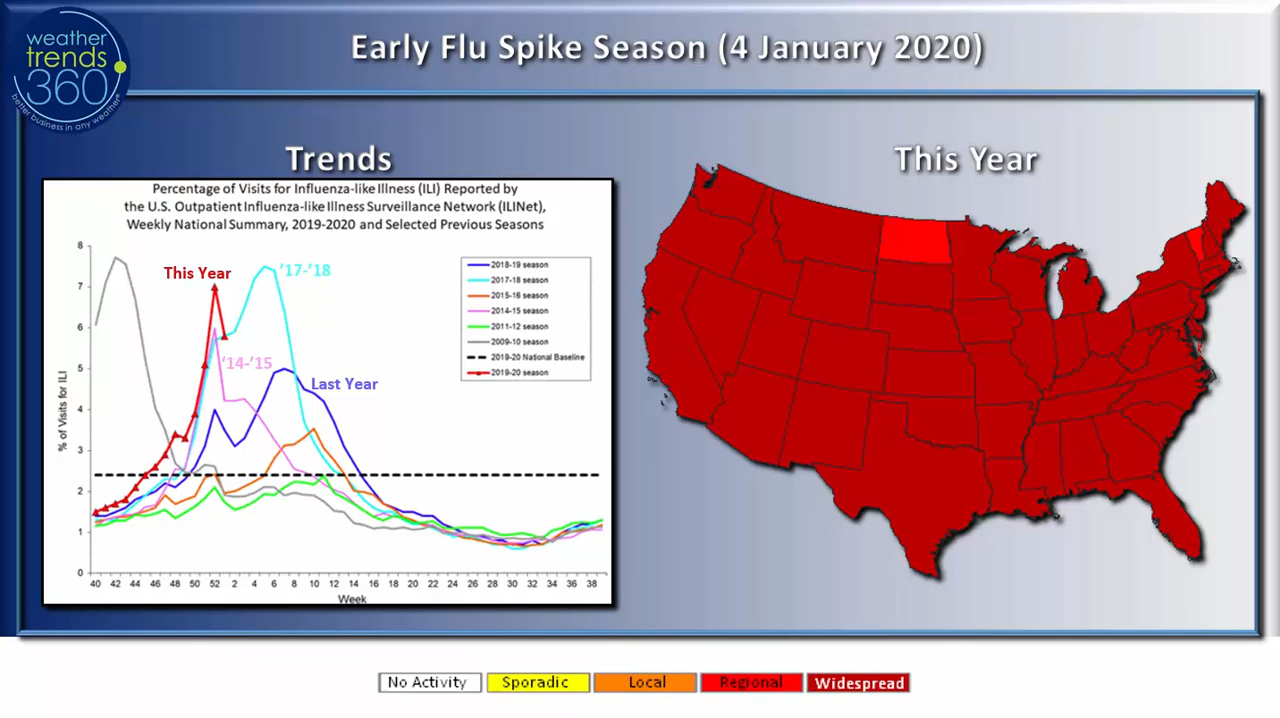 weather
trends
360
better business in any weather
Early Flu Spike Season (4 January 2020)
Trends
This Year
Percentage of Visits for Influenza-like Illness (ILI) Reported by
the U.S. Outpatient Influenza-like Illness Surveillance Network (ILINet),
Weekly National Summary, 2019-2020 and Selected Previous Seasons
8
7
6
5
4
3
2
1
0
% of Visits for ILI
This Year
'17-'18
'14-'15
Last Year
2018-19 season
2017-18 season
2015-16 season
2014-15 season
2011-12 season
2009-10 season
2019-20 National Baseline
2019-20 season
40 42 44 46 48 50 52 2 4 6 8 10 12 14 16 18 20 22 24 26 28 30 32 34 36 38
Week
No Activity Sporadic Local Regional Widespread